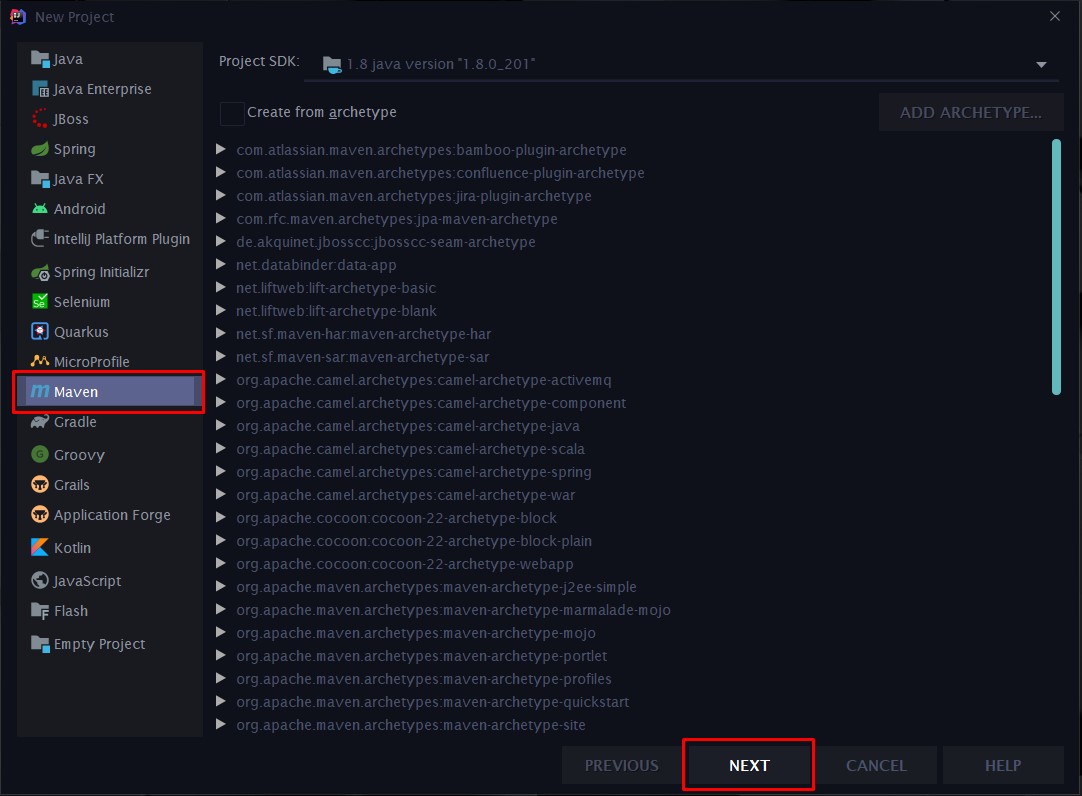 New Project
Java
Java Enterprise
JBoss
Spring
Java FX
Android
IntelliJ Platform Plugin
Spring Initializr
Selenium
Quarkus
MicroProfile
Maven
Gradle
Groovy
Grails
Application Forge
Kotlin
JavaScript
Flash
Empty Project
Project SDK: 1.8 java version "1.8.0_201"
Create from archetype
ADD ARCHETYPE...
com.atlassian.maven.archetypes:bamboo-plugin-archetype
com.atlassian.maven.archetypes:confluence-plugin-archetype
com.atlassian.maven.archetypes:jira-plugin-archetype
com.rfc.maven.archetypes:jpa-maven-archetype
de.akquinet.jbosscc:jbosscc-seam-archetype
net.databinder:data-app
net.liftweb:lift-archetype-basic
net.liftweb:lift-archetype-blank
net.sf.maven-har:maven-archetype-har
net.sf.maven-sar:maven-archetype-sar
org.apache.camel.archetypes:camel-archetype-activemq
org.apache.camel.archetypes:camel-archetype-component
org.apache.camel.archetypes:camel-archetype-java
org.apache.camel.archetypes:camel-archetype-scala
org.apache.camel.archetypes:camel-archetype-spring
org.apache.camel.archetypes:camel-archetype-war
org.apache.cocoon:cocoon-22-archetype-block
org.apache.cocoon:cocoon-22-archetype-block-plain
org.apache.cocoon:cocoon-22-archetype-webapp
org.apache.maven.archetypes:maven-archetype-j2ee-simple
org.apache.maven.archetypes:maven-archetype-marmalade-mojo
org.apache.maven.archetypes:maven-archetype-mojo
org.apache.maven.archetypes:maven-archetype-portlet
org.apache.maven.archetypes:maven-archetype-profiles
org.apache.maven.archetypes:maven-archetype-quickstart
org.apache.maven.archetypes:maven-archetype-site
PREVIOUS
NEXT
CANCEL
HELP